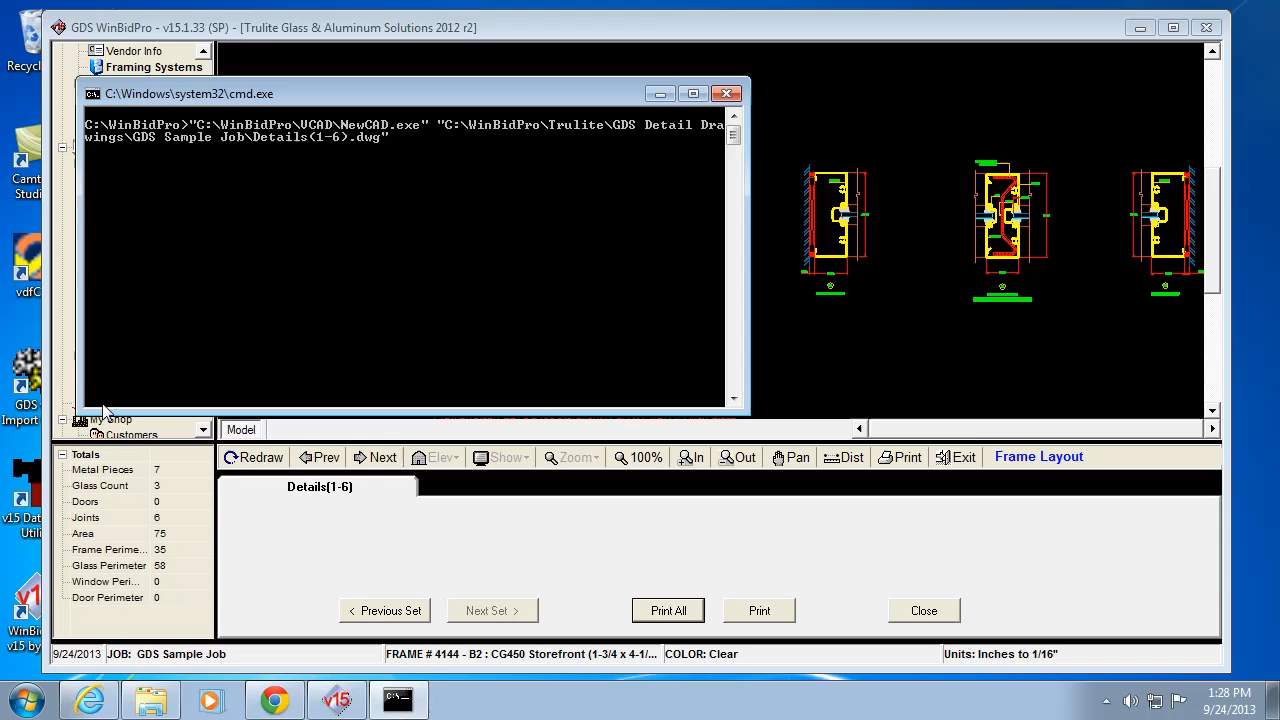 GDS WinBidPro - v15.1.33 (SP) - [Trulite Glass & Aluminum Solutions 2012 r2]
Recycl
Vendor Info
Framing Systems
C:\Windows\system32\cmd.exe
C:\WinBidPro>"C:\WinBidPro\VCAD\NewCAD.exe" "C:\WinBidPro\Trulite\GDS Detail Dra
wings\GDS Sample Job\Details(1-6).dwg"
Camt
Studi
vdfC
GDS
Import
v15 Dat
Utili
WinBi
v15 by
My Shop
Customers
Model
Redraw
Prev
Next
Elev
Show
Zoom
100%
In
Out
Pan
Dist
Print
Exit
Frame Layout
Totals
Metal Pieces 7
Glass Count 3
Doors 0
Joints 6
Area 75
Frame Perime... 35
Glass Perimeter 58
Window Peri... 0
Door Perimeter 0
Details(1-6)
< Previous Set
Next Set >
Print All
Print
Close
9/24/2013
JOB: GDS Sample Job
FRAME # 4144 - B2 : CG450 Storefront (1-3/4 x 4-1/...
COLOR: Clear
Units: Inches to 1/16"
v15
C:\
1:28 PM
9/24/2013